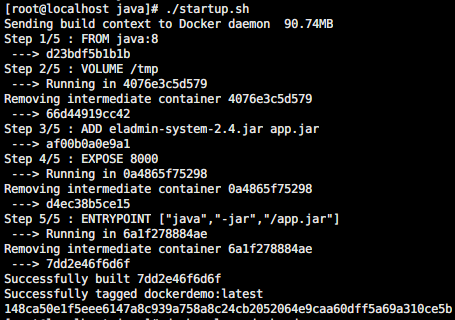 [root@localhost java]# ./startup.sh
Sending build context to Docker daemon  90.74MB
Step 1/5 : FROM java:8
 ---> d23bdf5b1b1b
Step 2/5 : VOLUME /tmp
 ---> Running in 4076e3c5d579
Removing intermediate container 4076e3c5d579
 ---> 66d44919cc42
Step 3/5 : ADD eladmin-system-2.4.jar app.jar
 ---> af00b0a0e9a1
Step 4/5 : EXPOSE 8000
 ---> Running in 0a4865f75298
Removing intermediate container 0a4865f75298
 ---> d4ec38b5ce15
Step 5/5 : ENTRYPOINT ["java","-jar","/app.jar"]
 ---> Running in 6a1f278884ae
Removing intermediate container 6a1f278884ae
 ---> 7dd2e46f6d6f
Successfully built 7dd2e46f6d6f
Successfully tagged dockerdemo:latest
148ca50e1f5eee6147a8c939a758a8c24cb2052064e9caa60dff5a69a310ce5b